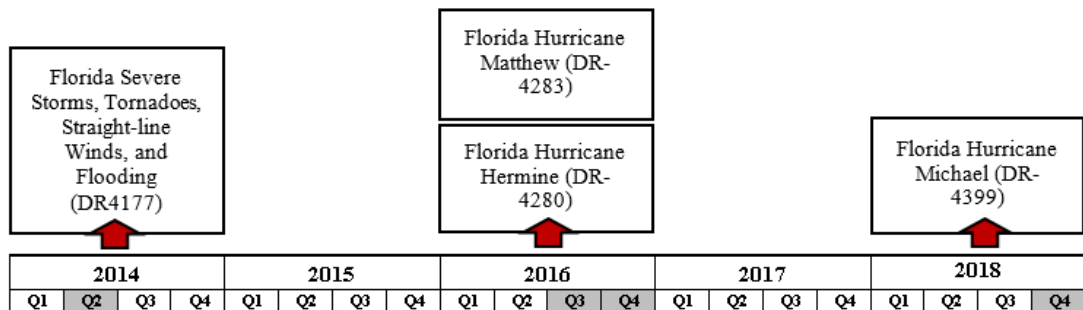 Florida Severe
Storms, Tornadoes,
Straight-line
Winds, and
Flooding
(DR4177)
Florida Hurricane
Matthew (DR-
4283)
Florida Hurricane
Hermine (DR-
4280)
Florida Hurricane
Michael (DR-
4399)
2014 2015 2016 2017 2018
Q1 Q2 Q3 Q4 Q1 Q2 Q3 Q4 Q1 Q2 Q3 Q4 Q1 Q2 Q3 Q4 Q1 Q2 Q3 Q4